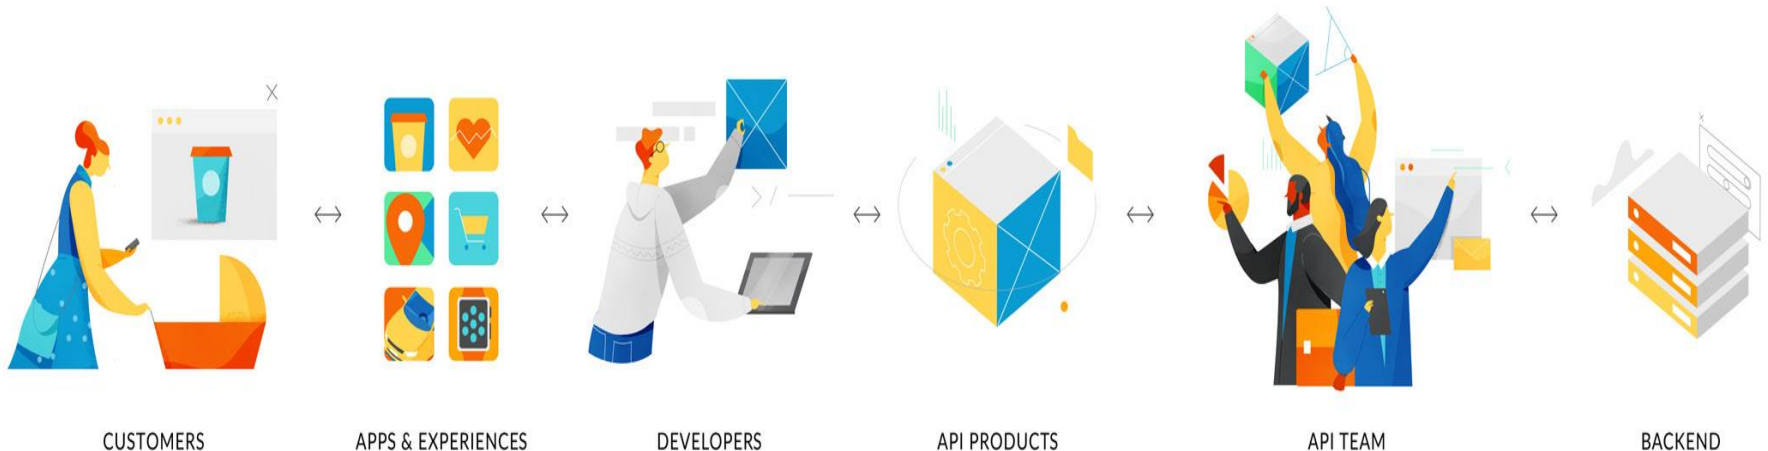 CUSTOMERS
APPS & EXPERIENCES
DEVELOPERS
API PRODUCTS
API TEAM
BACKEND